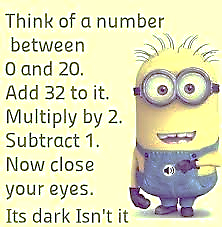 Think of a number
between
0 and 20.
Add 32 to it.
Multiply by 2.
Subtract 1.
Now close
your eyes.
Its dark Isn't it